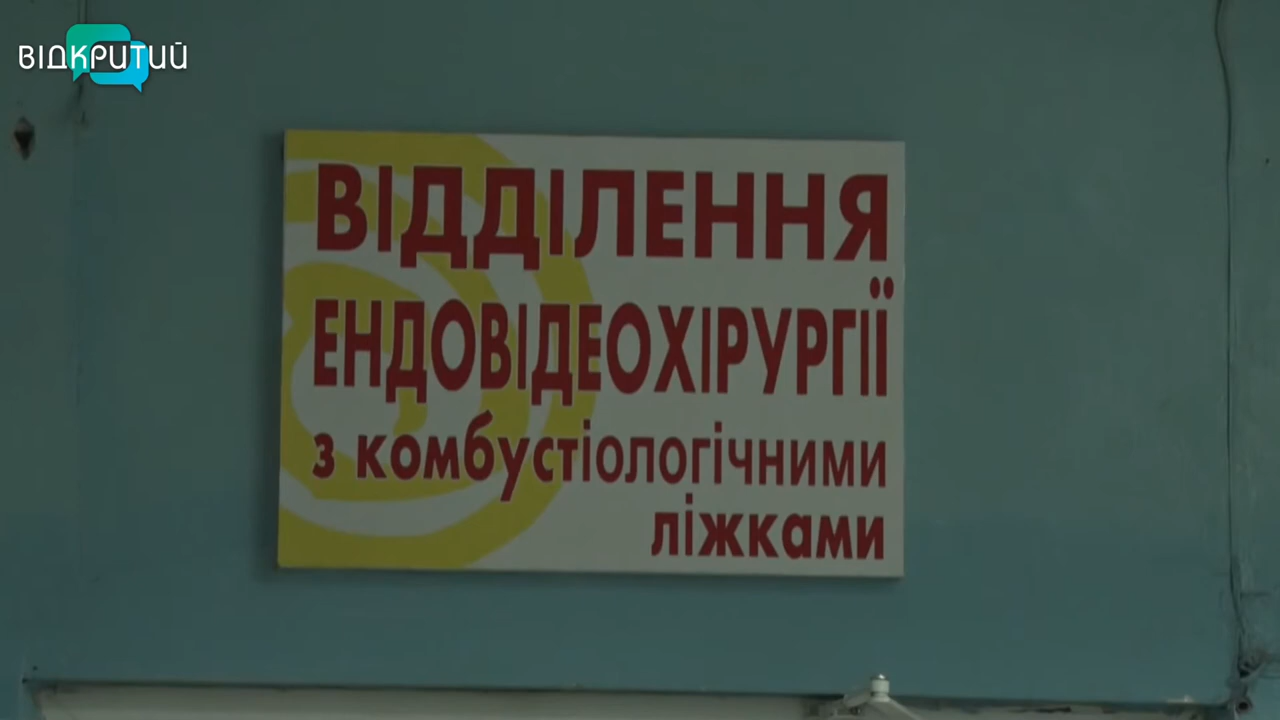 ВІДКРИТИЙ
ВІДДІЛЕННЯ
ЕНДОВІДЕОХІРУРГІЇ
з комбустіологічними
ліжками